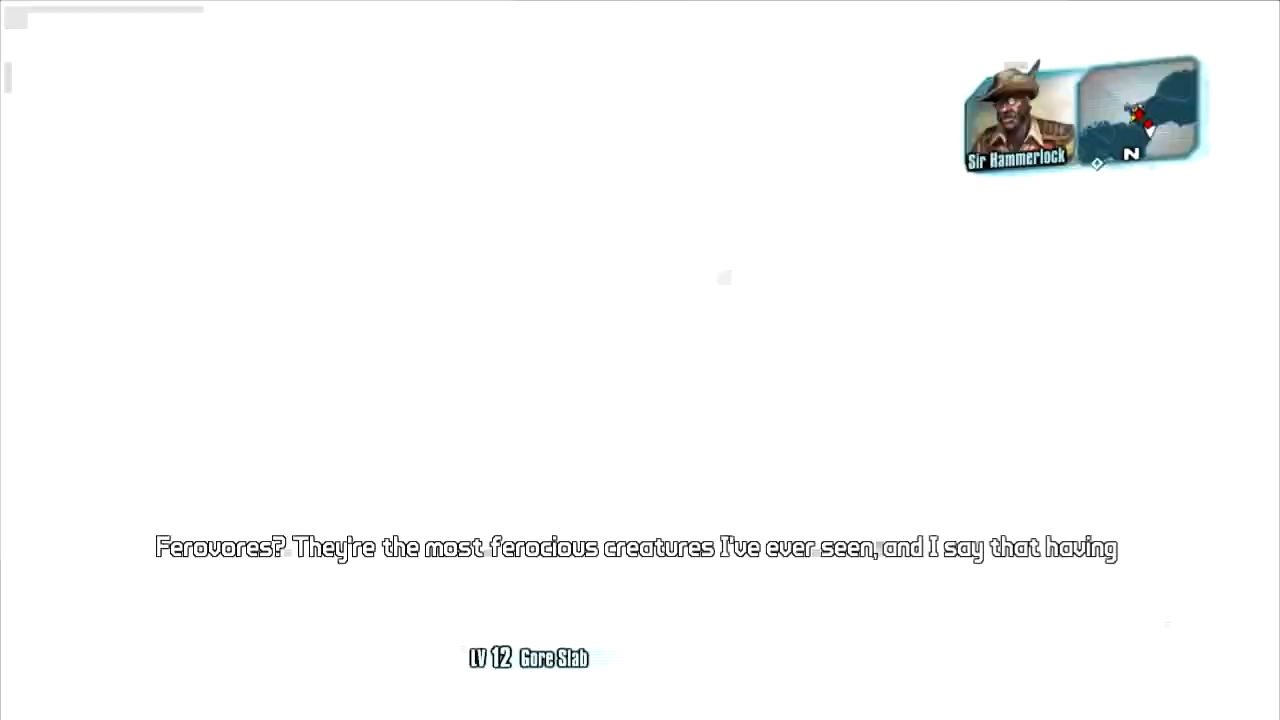 Sir Hammerlock
N
Ferovores? They're the most ferocious creatures I've ever seen, and I say that having
LV 12 Gore Slab